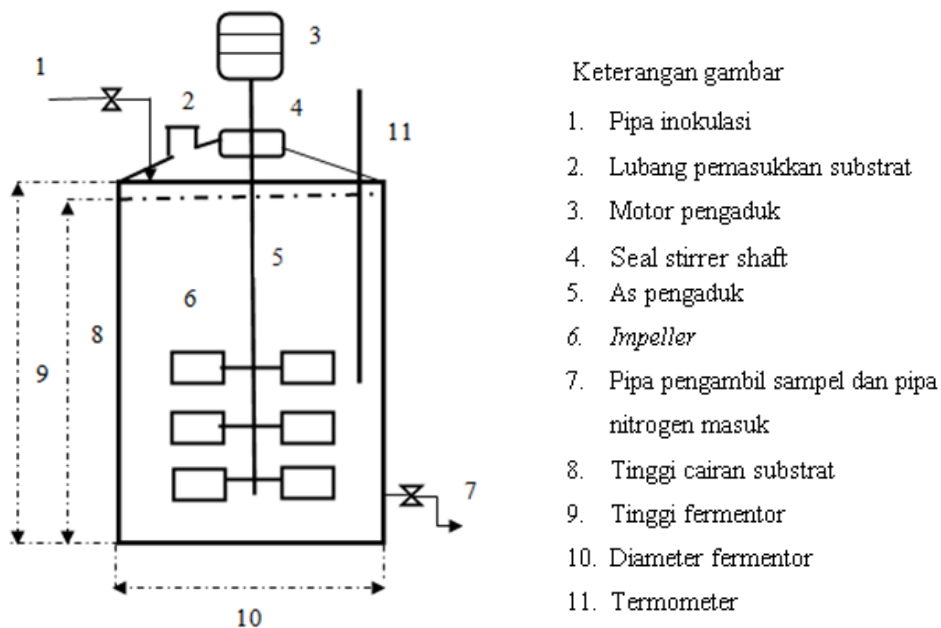 3
1
2
4
11
5
6
8
9
7
10
Keterangan gambar
1. Pipa inokulasi
2. Lubang pemasukkan substrat
3. Motor pengaduk
4. Seal stirrer shaft
5. As pengaduk
6. Impeller
7. Pipa pengambil sampel dan pipa
nitrogen masuk
8. Tinggi cairan substrat
9. Tinggi fermentor
10. Diameter fermentor
11. Termometer